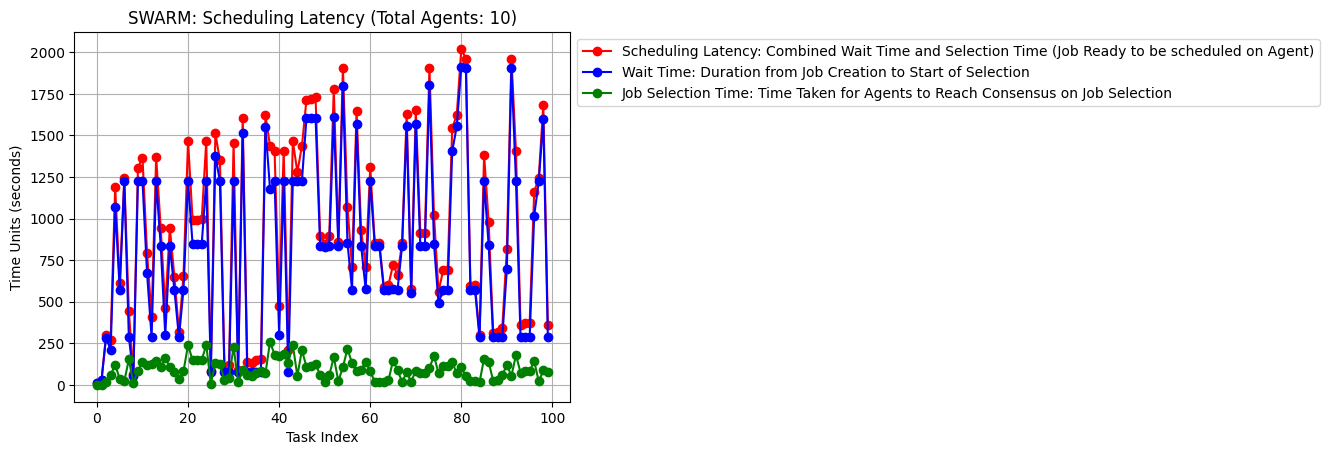 SWARM: Scheduling Latency (Total Agents: 10)
Scheduling Latency: Combined Wait Time and Selection Time (Job Ready to be scheduled on Agent)
Wait Time: Duration from Job Creation to Start of Selection
Job Selection Time: Time Taken for Agents to Reach Consensus on Job Selection
Time Units (seconds)
2000
1750
1500
1250
1000
750
500
250
0
0 20 40 60 80 100
Task Index